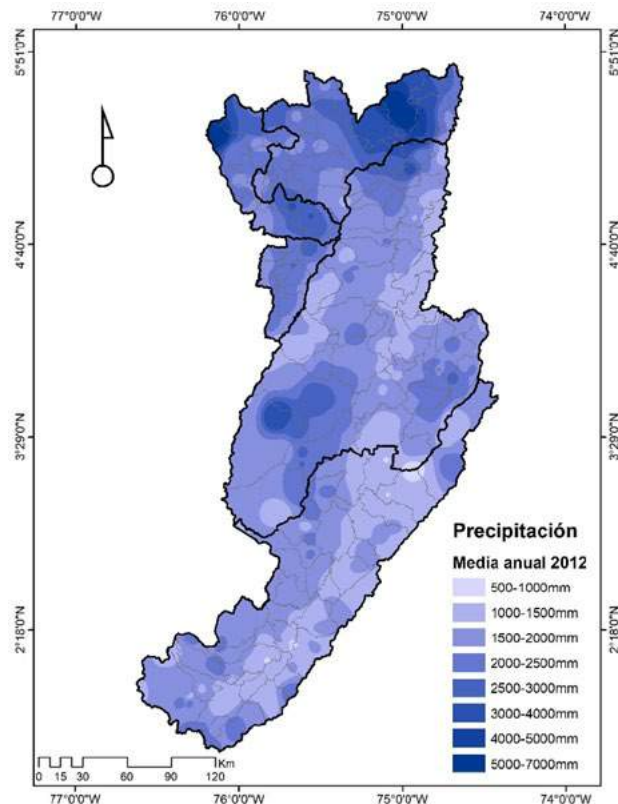 77°0'0"W 76°0'0"W 75°0'0"W 74°0'0"W
5°51'0"N 5°51'0"N
4°40'0"N 4°40'0"N
3°29'0"N 3°29'0"N
2°18'0"N 2°18'0"N
Precipitación
Media anual 2012
500-1000mm
1000-1500mm
1500-2000mm
2000-2500mm
2500-3000mm
3000-4000mm
4000-5000mm
5000-7000mm
Km
0 15 30 60 90 120
77°0'0"W 76°0'0"W 75°0'0"W 74°0'0"W